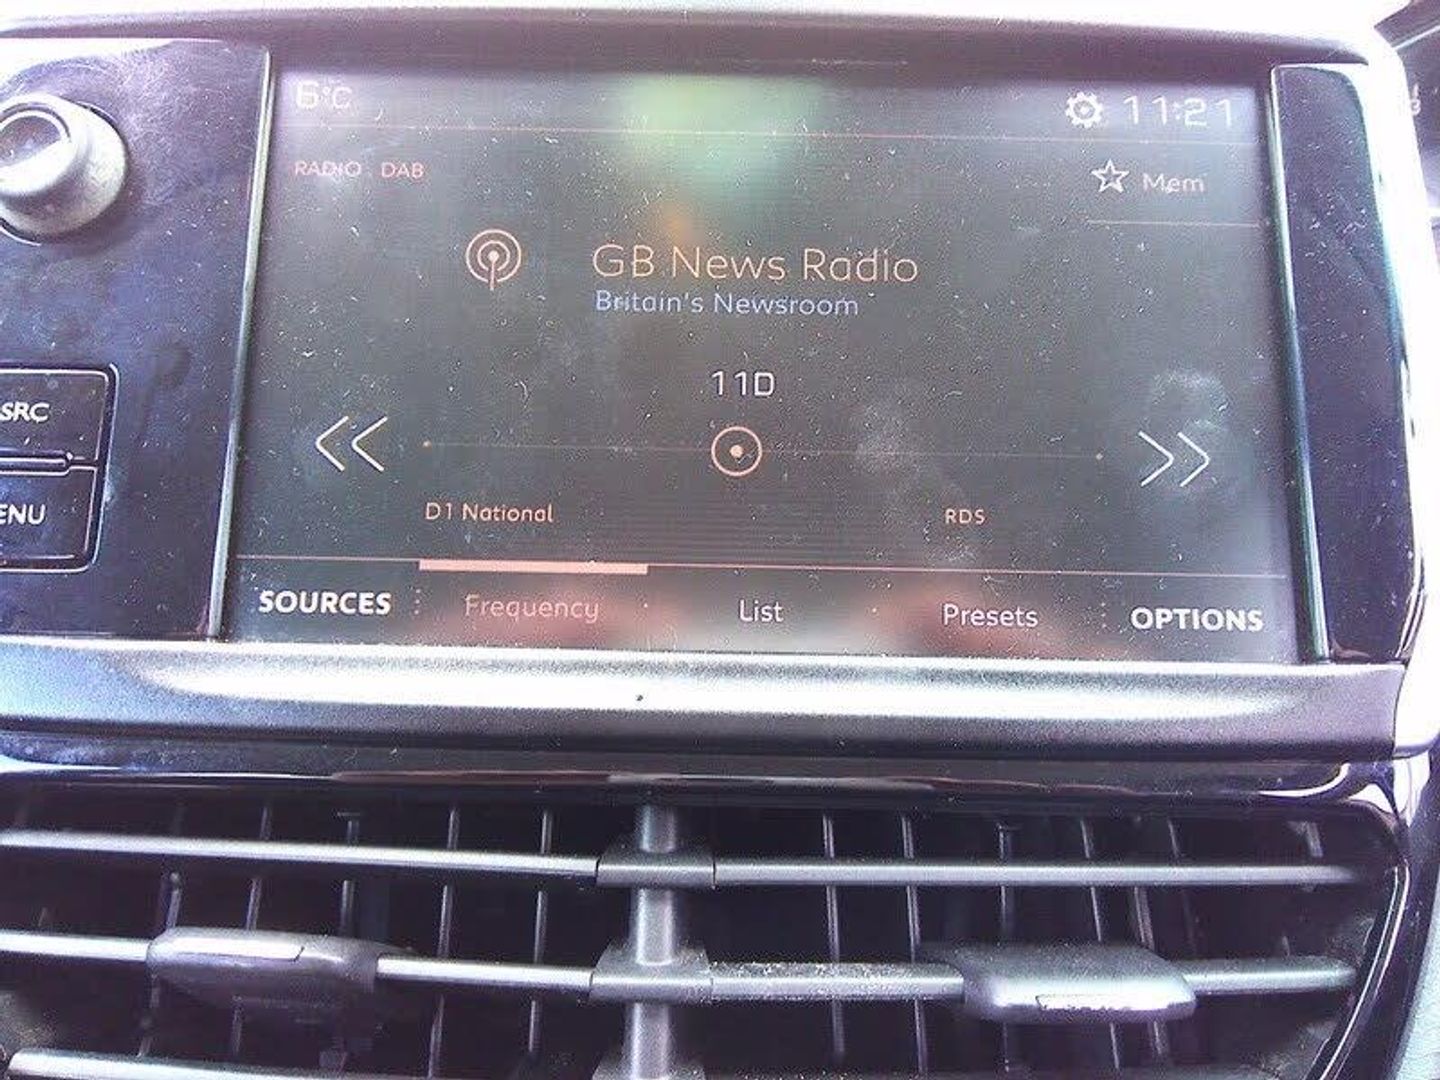 6°C 11:21
RADIO : DAB
Mem
GB News Radio
Britain's Newsroom
11D
SRC
D1 National RDS
ENU
SOURCES Frequency List Presets OPTIONS